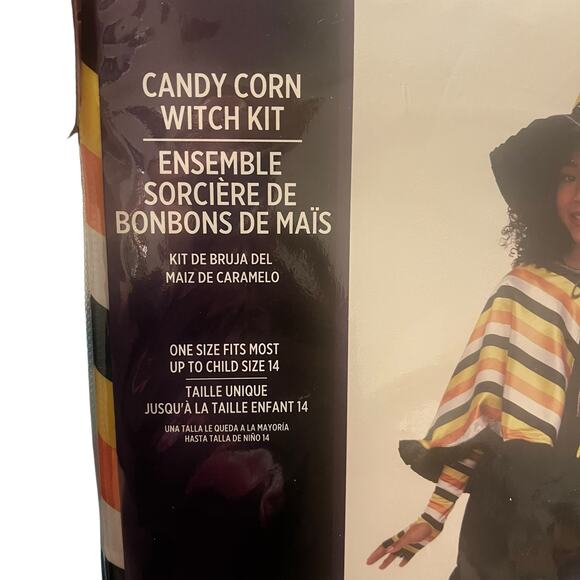 CANDY CORN
WITCH KIT
ENSEMBLE
SORCIÈRE DE
BONBONS DE MAÏS
KIT DE BRUJA DEL
MAIZ DE CARAMELO
ONE SIZE FITS MOST
UP TO CHILD SIZE 14
TAILLE UNIQUE
JUSQU'À LA TAILLE ENFANT 14
UNA TALLA LE QUEDA A LA MAYORÍA
HASTA TALLA DE NIÑO 14